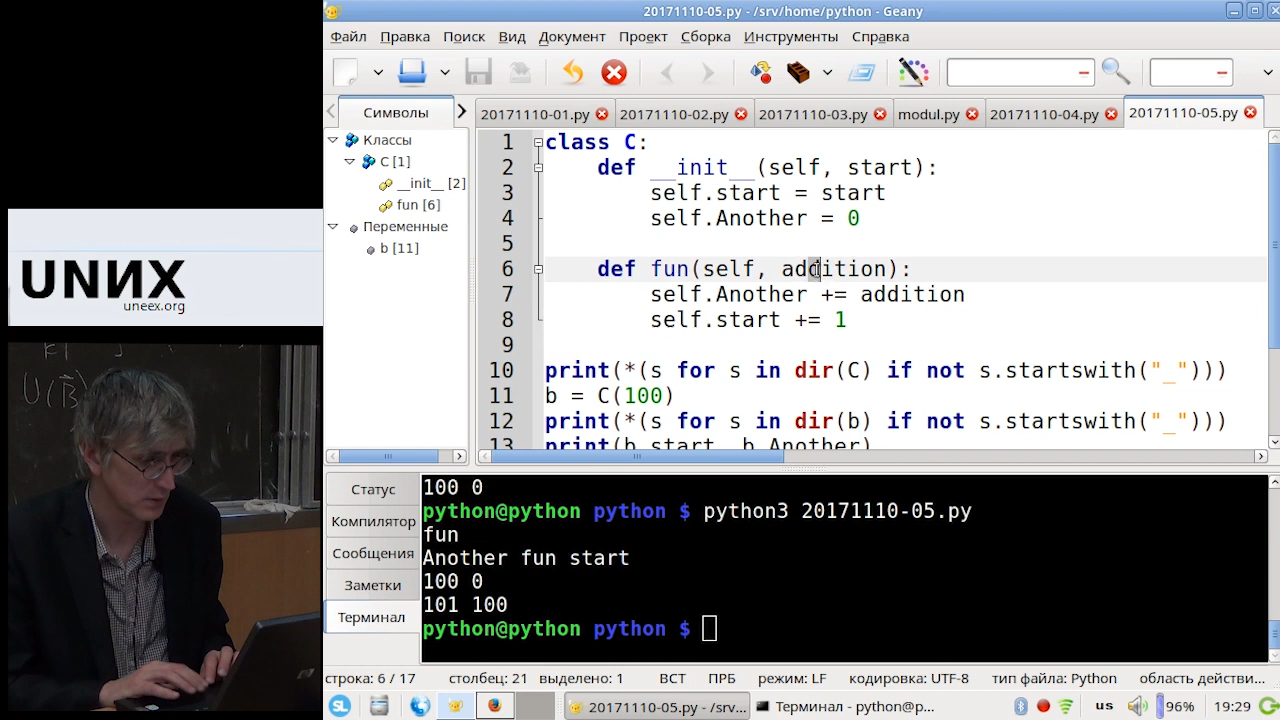 20171110-05.py - /srv/home/python - Geany
Файл Правка Поиск Вид Документ Проект Сборка Инструменты Справка
Символы
20171110-01.py 20171110-02.py 20171110-03.py modul.py 20171110-04.py 20171110-05.py
Классы
C [1]
__init__ [2]
fun [6]
Переменные
b [11]
1 class C:
2 def __init__(self, start):
3 self.start = start
4 self.Another = 0
5
6 def fun(self, addition):
7 self.Another += addition
8 self.start += 1
9
10 print(*(s for s in dir(C) if not s.startswith("_")))
11 b = C(100)
12 print(*(s for s in dir(b) if not s.startswith("_")))
13 print(b.start, b.Another)
UNИX
uneex.org
U(B)
Статус
Компилятор
Сообщения
Заметки
Терминал
100 0
python@python python $ python3 20171110-05.py
fun
Another fun start
100 0
101 100
python@python python $
строка: 6 / 17 столбец: 21 выделено: 1 ВСТ ПРБ режим: LF кодировка: UTF-8 тип файла: Python область действи...
SL 20171110-05.py - /srv... Терминал - python@p... us 96% 19:29